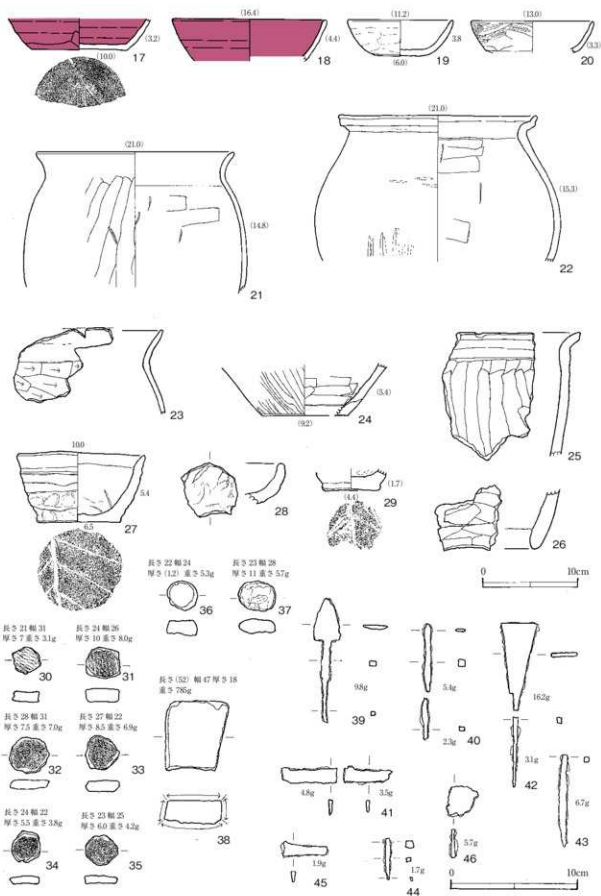 (16.4)
(11.2)
(13.0)
(3.2)
(4.4)
3.8
(3.3)
(10.0)
17
18
(6.0)
19
20
(21.0)
(21.0)
(14.8)
(15.3)
21
22
23
(5.4)
(9.2)
24
25
10.0
5.4
6.5
27
28
(1.7)
(4.4)
29
26
0 10cm
長さ 22 幅 24
厚さ (1.2) 重さ 5.3g
36
長さ 23 幅 28
厚さ 11 重さ 5.7g
37
長さ 21 幅 31
厚さ 7 重さ 3.1g
30
長さ 24 幅 26
厚さ 10 重さ 8.0g
31
長さ 28 幅 31
厚さ 7.5 重さ 7.0g
32
長さ 27 幅 22
厚さ 8.5 重さ 6.9g
33
長さ 24 幅 22
厚さ 5.5 重さ 3.8g
34
長さ 23 幅 25
厚さ 6.0 重さ 4.2g
35
長さ (52) 幅 47 厚さ 18
重さ 785g
38
9.8g
39
5.4g
2.3g
40
16.2g
3.1g
42
6.7g
43
4.8g
3.5g
41
1.9g
45
1.7g
44
5.7g
46
0 10cm